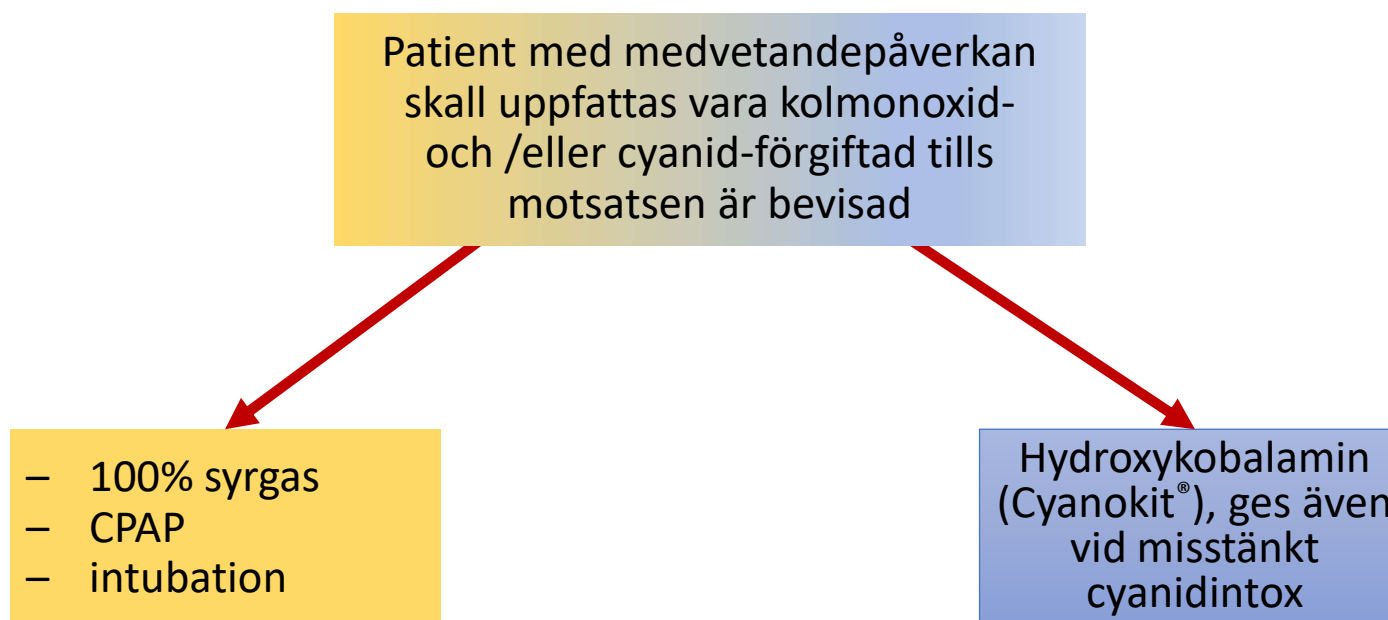 Patient med medvetandepåverkan
skall uppfattas vara kolmonoxid-
och /eller cyanid-förgiftad tills
motsatsen är bevisad
– 100% syrgas
– CPAP
– intubation
Hydroxykobalamin
(Cyanokit®), ges även
vid misstänkt
cyanidintox